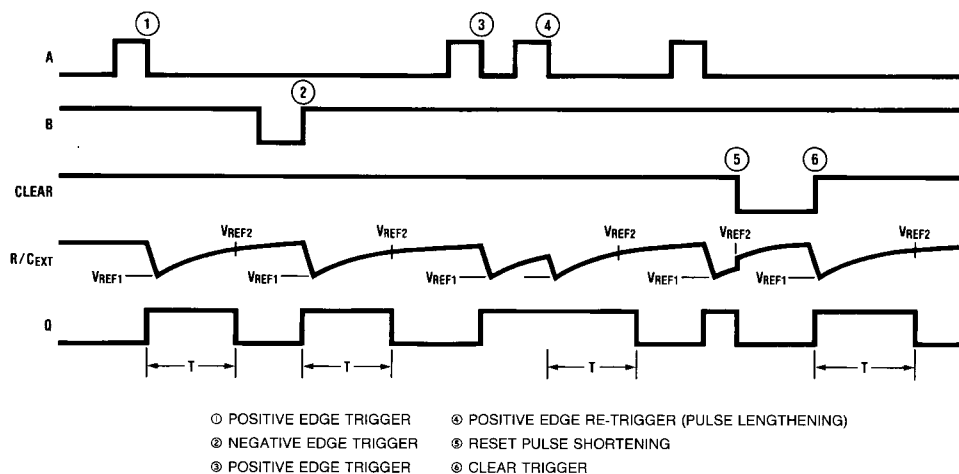 ① ③ ④
A
②
B
⑤ ⑥
CLEAR
VREF2 VREF2 VREF2 VREF2 VREF2
R/CEXT
VREF1 VREF1 VREF1 VREF1 VREF1
Q
T T T T
① POSITIVE EDGE TRIGGER ④ POSITIVE EDGE RE-TRIGGER (PULSE LENGTHENING)
② NEGATIVE EDGE TRIGGER ⑤ RESET PULSE SHORTENING
③ POSITIVE EDGE TRIGGER ⑥ CLEAR TRIGGER